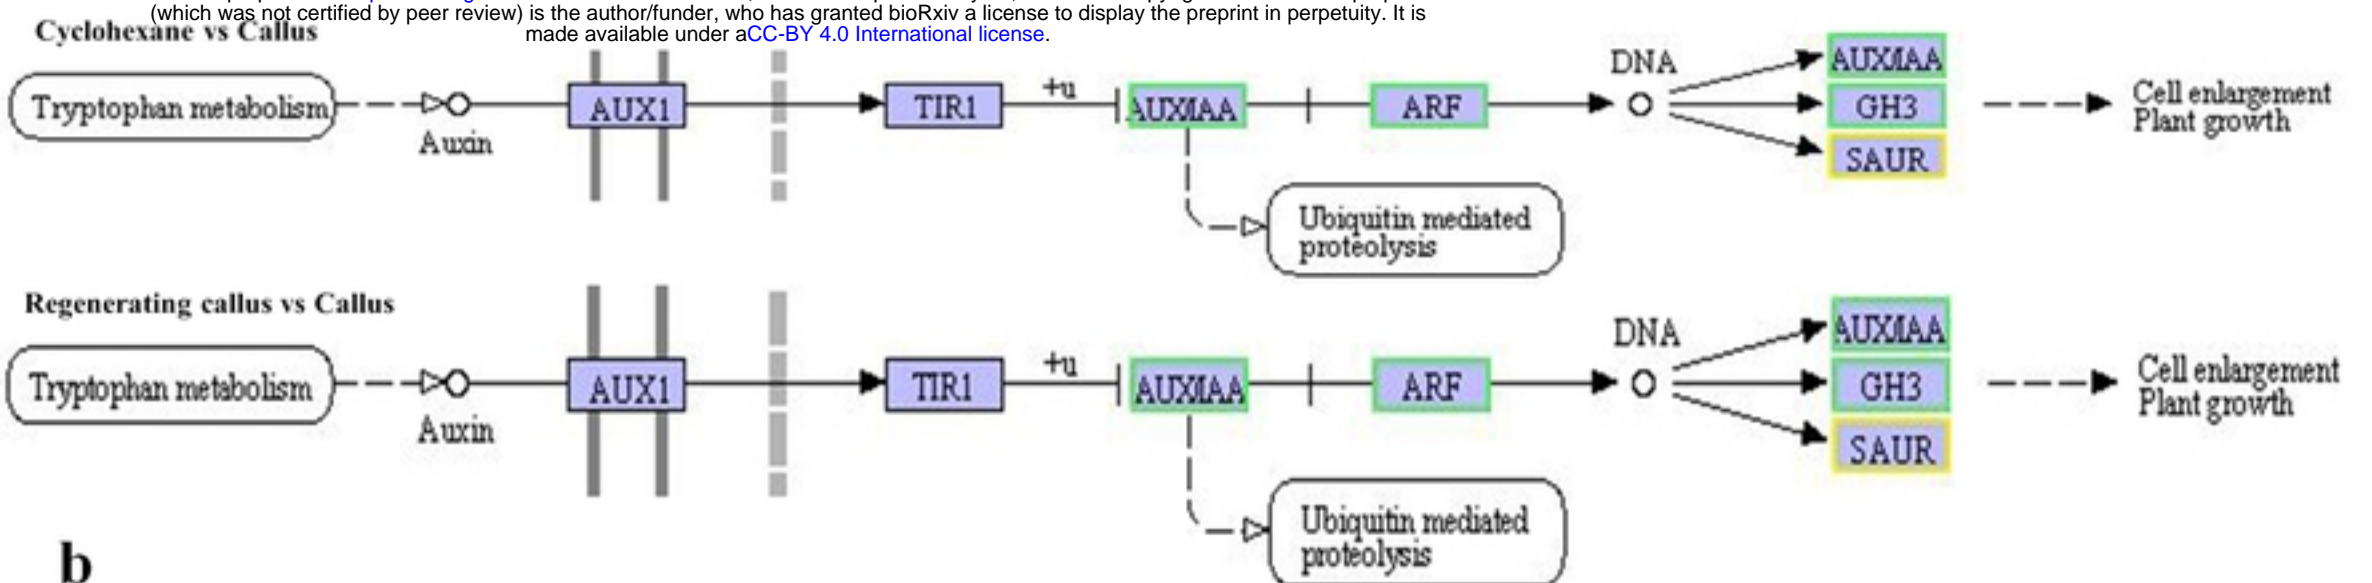 (which was not certified by peer review) is the author/funder, who has granted bioRxiv a license to display the preprint in perpetuity. It is
made available under aCC-BY 4.0 International license.
Cyclohexane vs Callus
Tryptophan metabolism
Auxin
AUX1
TIR1
+u
AUX/IAA
ARF
DNA
AUX/IAA
GH3
SAUR
Cell enlargement
Plant growth
Ubiquitin mediated
proteolysis
Regenerating callus vs Callus
Tryptophan metabolism
Auxin
AUX1
TIR1
+u
AUX/IAA
ARF
DNA
AUX/IAA
GH3
SAUR
Cell enlargement
Plant growth
Ubiquitin mediated
proteolysis
b